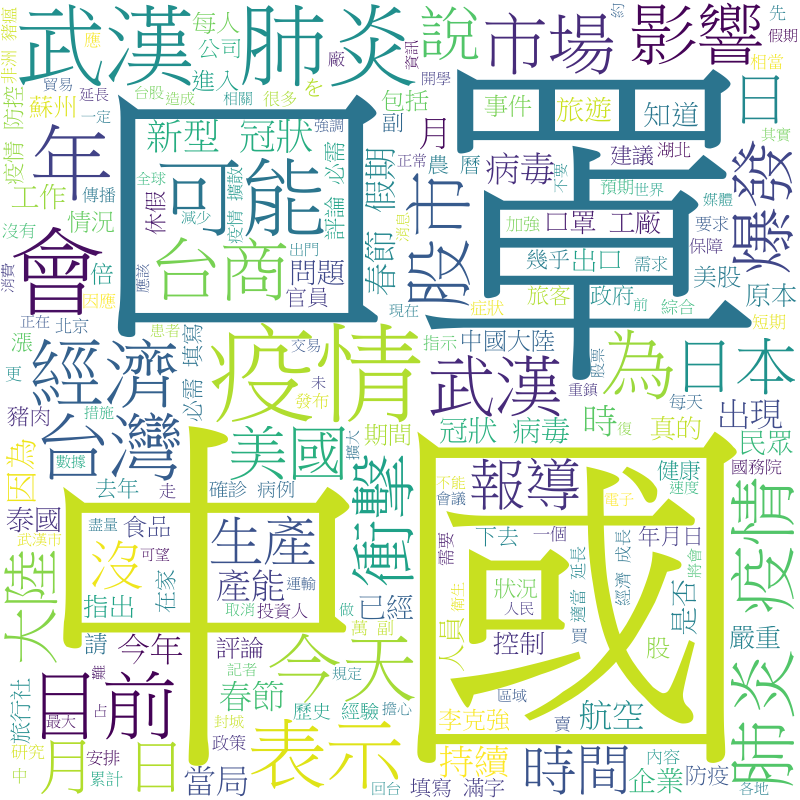 武漢 肺炎
口罩
中國
疫情
台灣
經濟
目前
今天
表示
武漢
為
日本
市場
影響
說
會
年
可能
台商
股市
爆發
病毒
新型 冠狀
美國
衝擊
報導
生產
產能
大陸
沒
月 日
時間
持續
航空
肺炎 疫情
因為
泰國
指出
今年
春節
當局
評論
已經
控制
是否
嚴重
企業
防疫
人員
李克強
狀況
冠狀 病毒
時
真的
出現
民眾
健康
年月日
國務院
中國大陸
原本
美股
短期
綜合
政府
旅客
幾乎
出口
需求
工廠
口罩
加強
保障
要求
媒體
預期
世界
建議
湖北
知道
旅遊
事件
包括
副
月
日
農 曆
假期
春節
必需
強調
問題
官員
休假
全球
減少
評論
進入
公司
每人
蘇州
防控
疫情
工作
情況
傳播
沒有
倍
因應
正在
北京
漲
更
豬肉
去年
措施
數據
食品
盡量
武漢市
可望
在家
走
請
旅行社
研究
安排
累計
政策
封城
歷史 經驗
擔心
規定
記者
取消
投資人
運輸
確診 病例
期間
擴大
發布
交易
未
患者
填寫
必需
指示
症狀
消息
現在
出門
應該
疫情 擴散
相關
很多
台股
造成
貿易
延長
一定
非洲 豬瘟
消費
資訊
開學
正常
不要
相當
假期
其實
先
約
應
廠
前
股票
重鎮
每天
復
速度
電子
不能
會議
下去
一個
需要
人民
適當 延長
經濟 成長
將會
衛生
買
賣
股
區域
內容
各地
填寫 滿字
回台
萬 副
做
難
占
最大
中
を